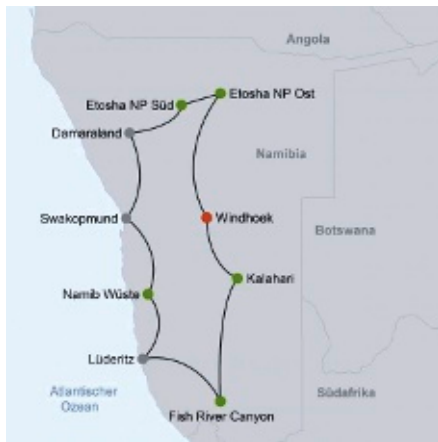 Angola
Etosha NP Ost
Etosha NP Süd
Damaraland
Namibia
Swakopmund
Windhoek
Botswana
Kalahari
Namib Wüste
Lüderitz
Atlantischer
Ozean
Südafrika
Fish River Canyon